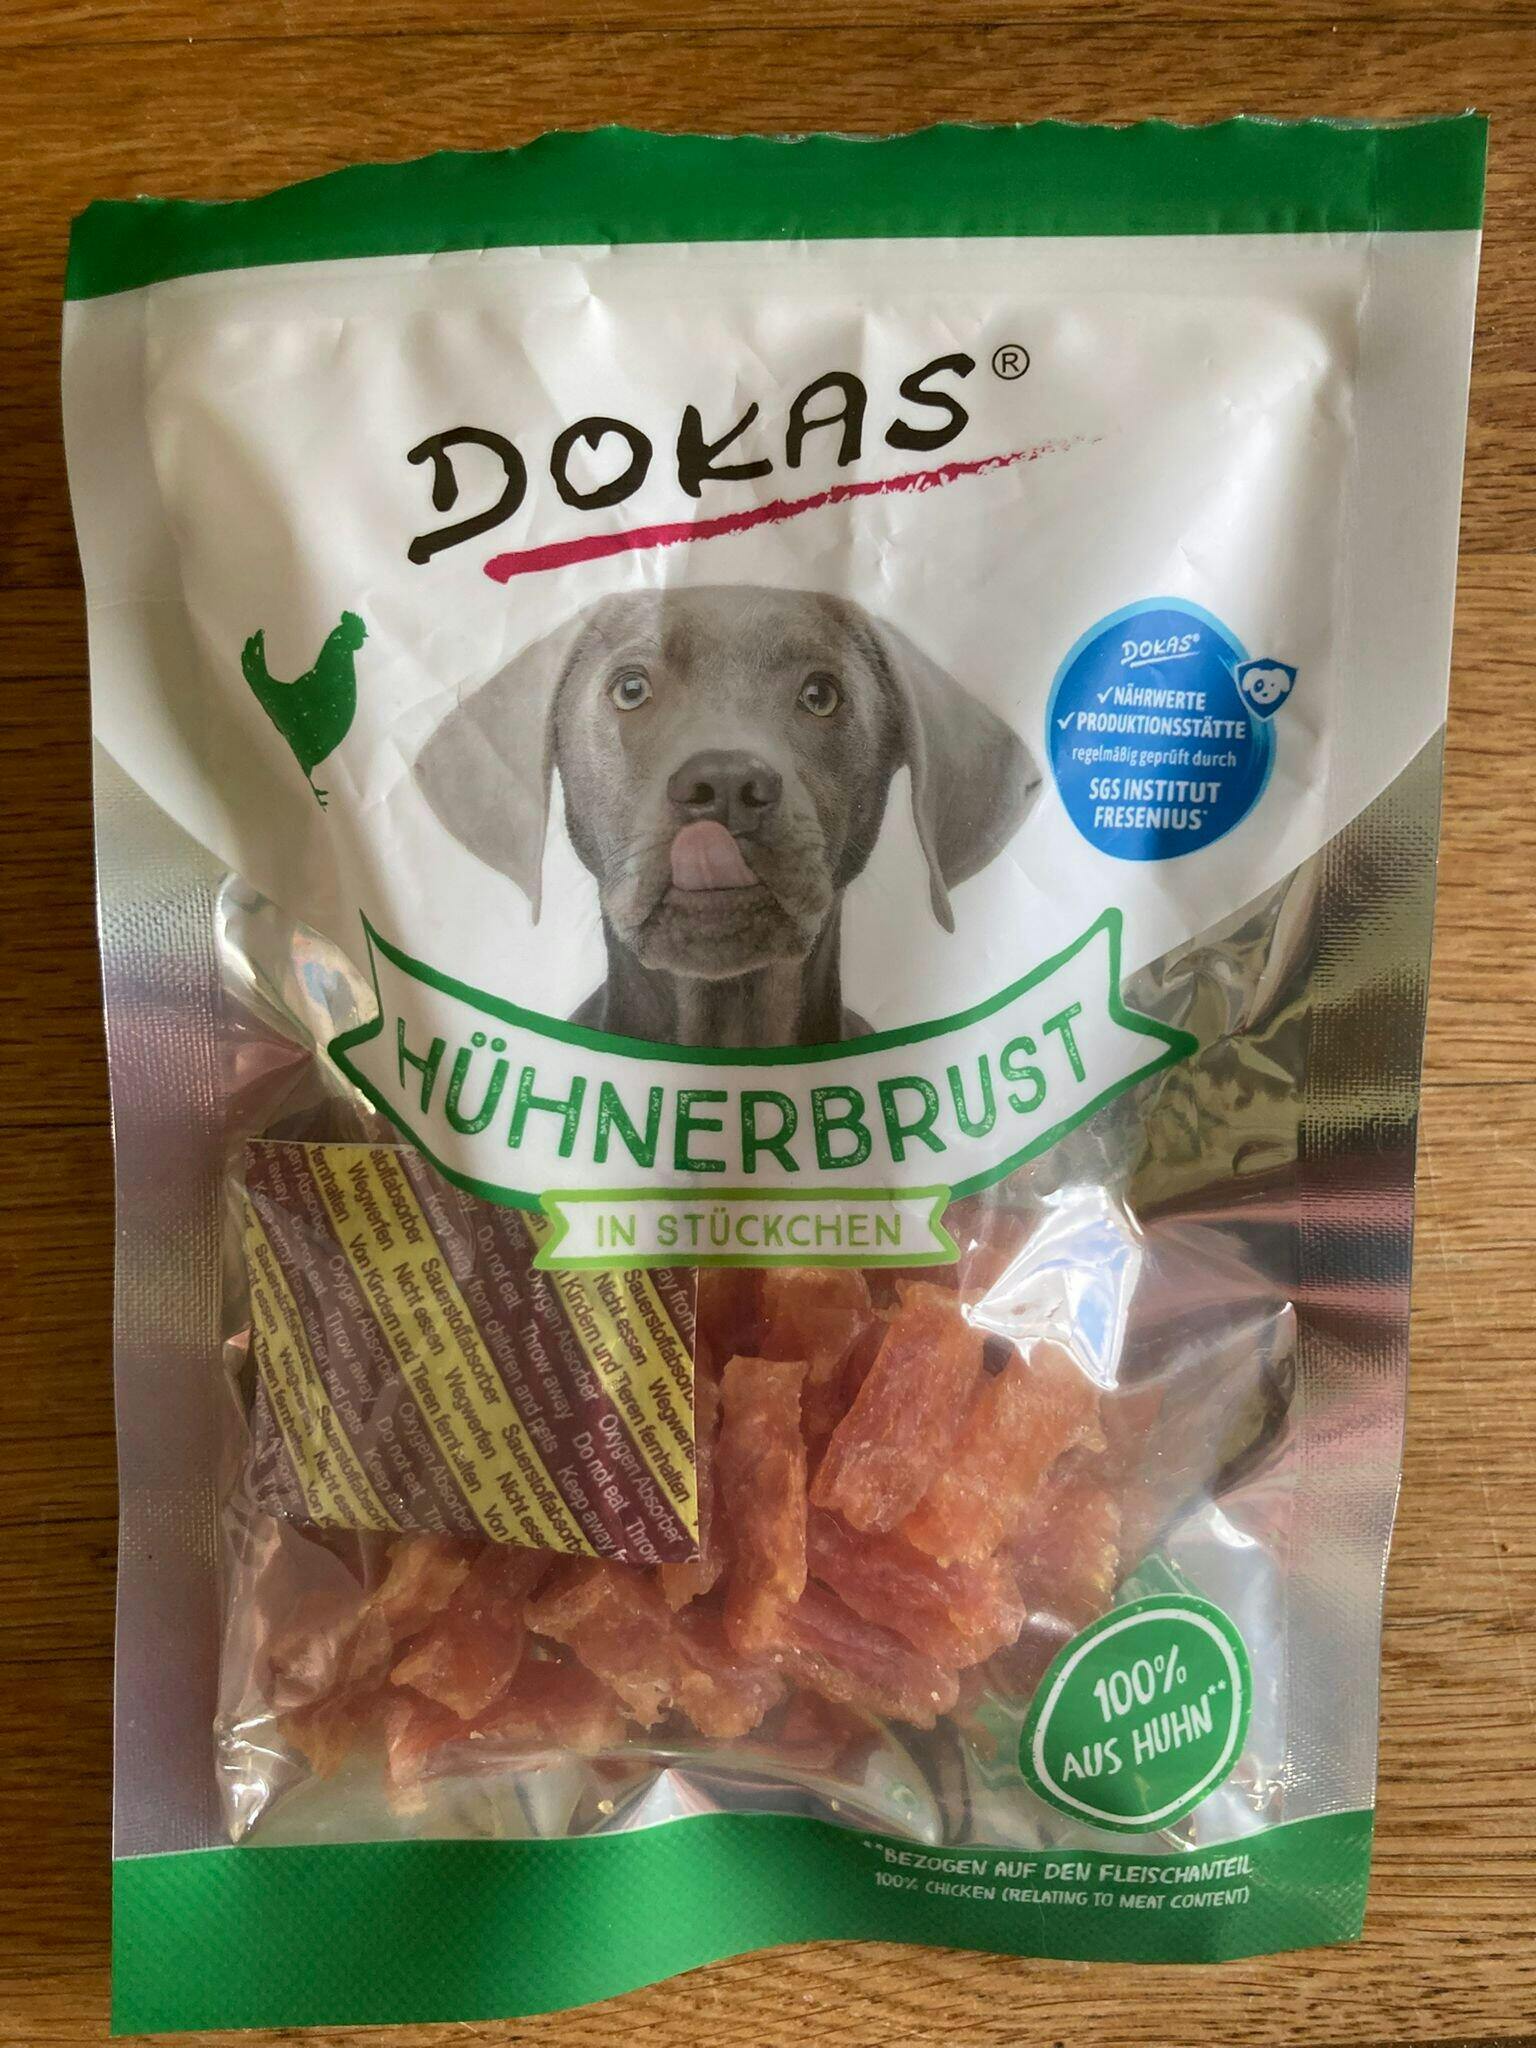 DOKAS®
DOKAS®
✓ NÄHRWERTE
✓ PRODUKTIONSSTÄTTE
regelmäßig geprüft durch
SGS INSTITUT
FRESENIUS*
HÜHNERBRUST
IN STÜCKCHEN
Sauerstoffabsorber Nicht essen Wegwerfen Von Kindern und Tieren fernhalten
Oxygen Absorber Do not eat Throw away Keep away from children and pets
100%
AUS HUHN**
**BEZOGEN AUF DEN FLEISCHANTEIL
100% CHICKEN (RELATING TO MEAT CONTENT)